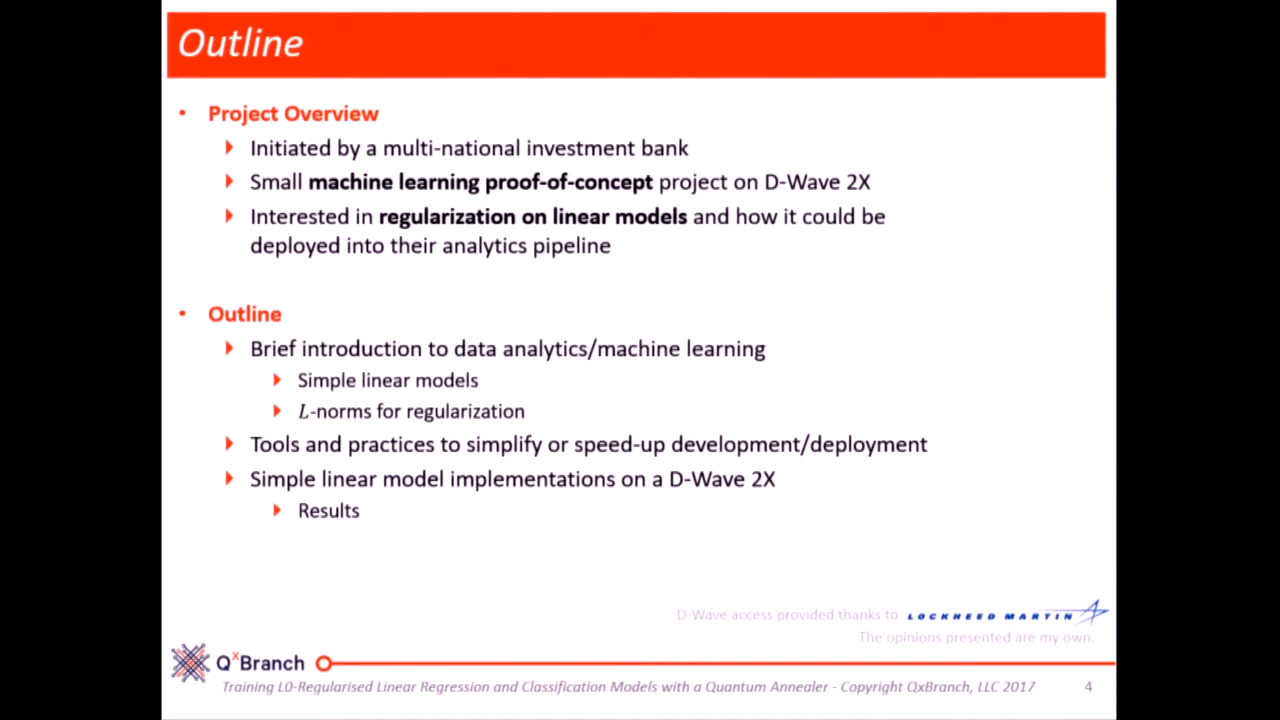 Outline
• Project Overview
Initiated by a multi-national investment bank
Small machine learning proof-of-concept project on D-Wave 2X
Interested in regularization on linear models and how it could be
deployed into their analytics pipeline
• Outline
Brief introduction to data analytics/machine learning
Simple linear models
L-norms for regularization
Tools and practices to simplify or speed-up development/deployment
Simple linear model implementations on a D-Wave 2X
Results
D-Wave access provided thanks to LOCKHEED MARTIN
The opinions presented are my own.
QxBranch
Training L0-Regularised Linear Regression and Classification Models with a Quantum Annealer - Copyright QxBranch, LLC 2017 4